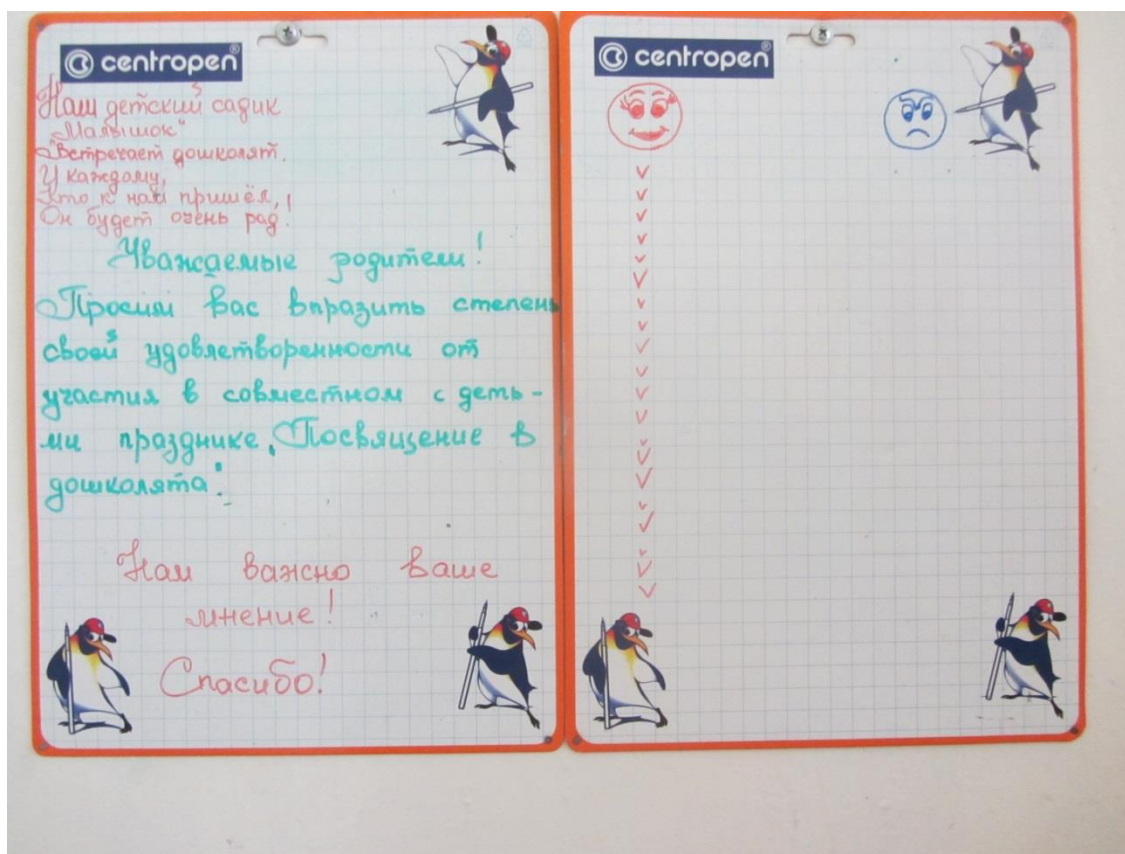 centropen®
Наш детский садик
„Малышок"
Встречает дошколят.
И каждому,
Кто к нам пришёл,
Он будет очень рад!
Уважаемые родители!
Просим вас впразить степень
своей удовлетворенности от
участия в совместном с деть-
ми празднике „Посвящение в
дошколята".
Нам важно ваше
мнение!
Спасибо!
centropen®